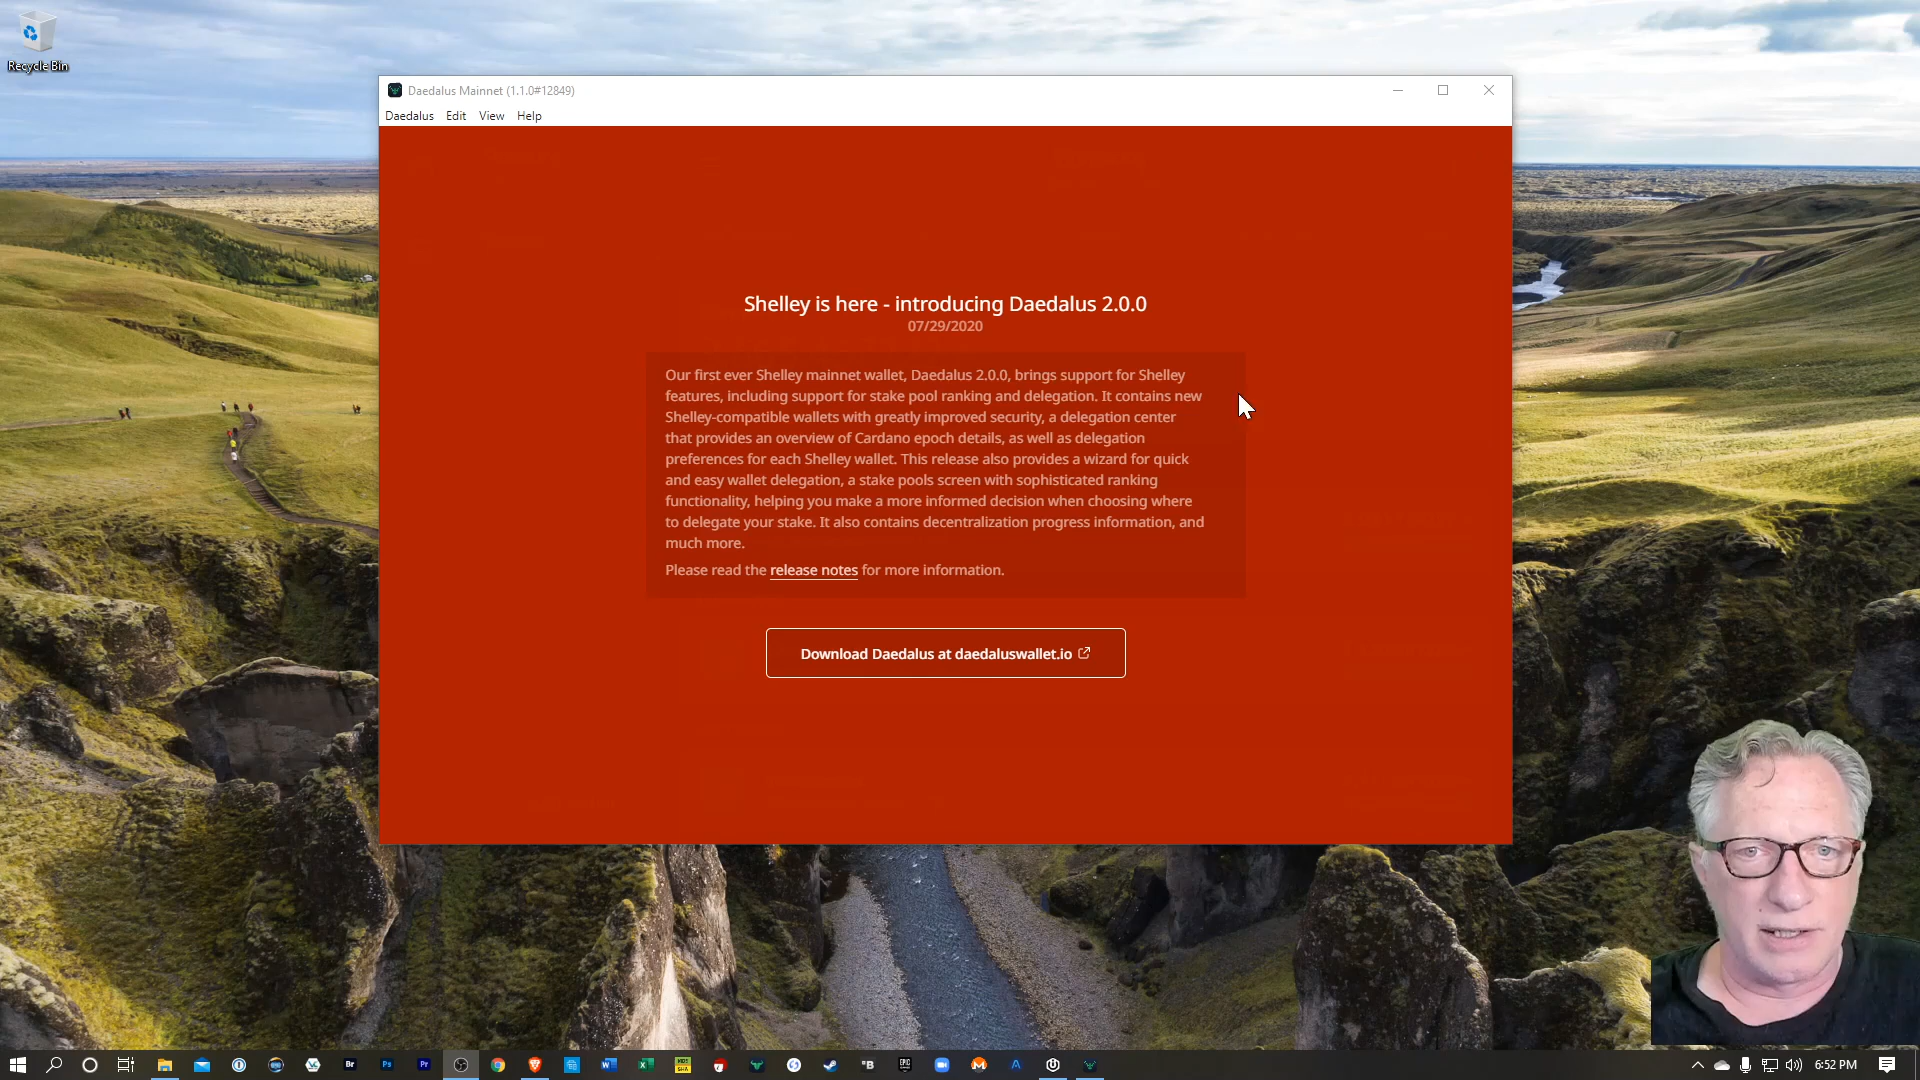 Recycle Bin
Daedalus Mainnet (1.1.0#12849)
Daedalus Edit View Help
Shelley is here - introducing Daedalus 2.0.0
07/29/2020
Our first ever Shelley mainnet wallet, Daedalus 2.0.0, brings support for Shelley
features, including support for stake pool ranking and delegation. It contains new
Shelley-compatible wallets with greatly improved security, a delegation center
that provides an overview of Cardano epoch details, as well as delegation
preferences for each Shelley wallet. This release also provides a wizard for quick
and easy wallet delegation, a stake pools screen with sophisticated ranking
functionality, helping you make a more informed decision when choosing where
to delegate your stake. It also contains decentralization progress information, and
much more.
Please read the release notes for more information.
Download Daedalus at daedaluswallet.io
Br Ps Pr
6:52 PM